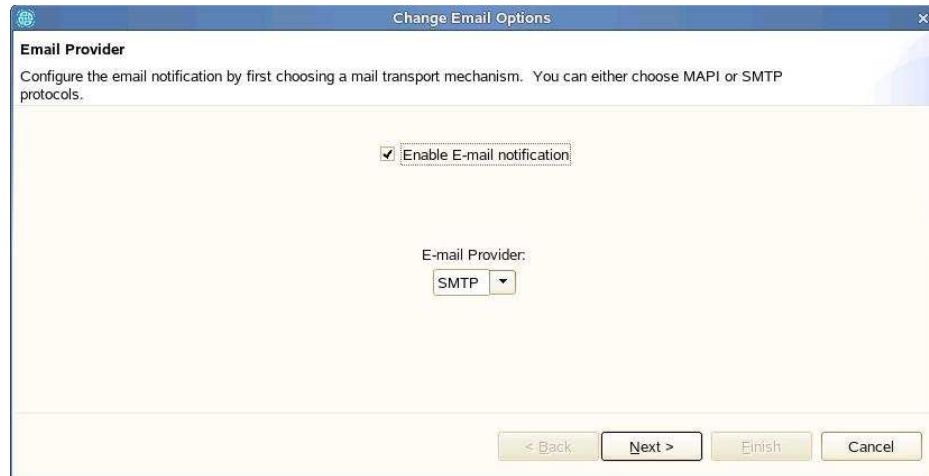 Change Email Options
Email Provider
Configure the email notification by first choosing a mail transport mechanism. You can either choose MAPI or SMTP
protocols.
Enable E-mail notification
E-mail Provider:
SMTP
< Back
Next >
Finish
Cancel